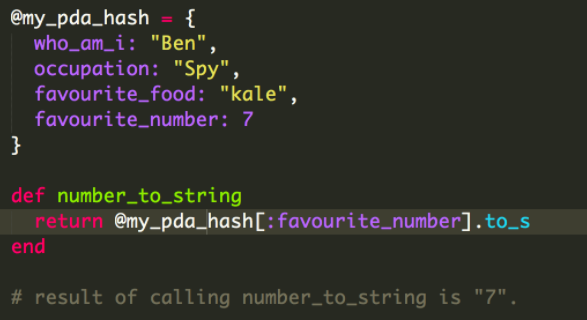 @my_pda_hash = {
  who_am_i: "Ben",
  occupation: "Spy",
  favourite_food: "kale",
  favourite_number: 7
}
def number_to_string
  return @my_pda_hash[:favourite_number].to_s
end
# result of calling number_to_string is "7".